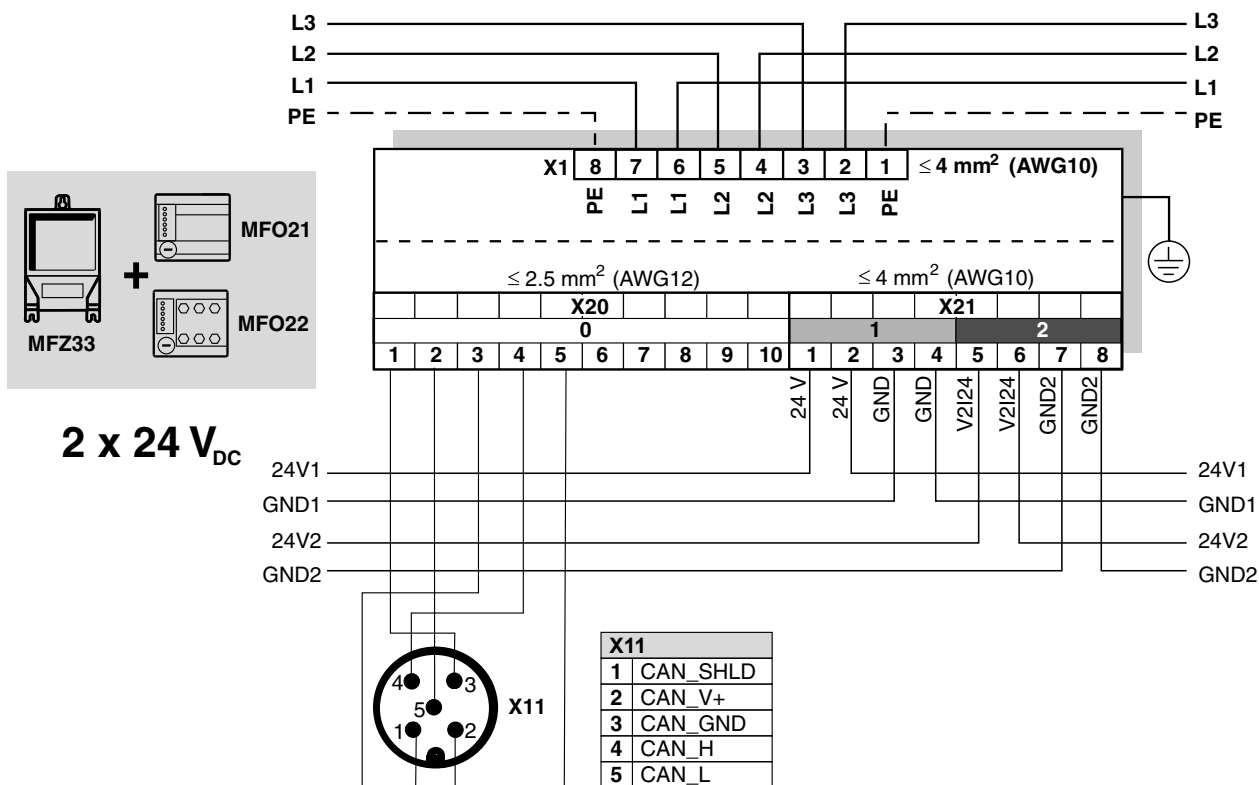 L3 L3
L2 L2
L1 L1
PE PE
X1 8 7 6 5 4 3 2 1 ≤ 4 mm² (AWG10)
PE L1 L1 L2 L2 L3 L3 PE
MFO21
+
MFO22
MFZ33
≤ 2.5 mm² (AWG12) ≤ 4 mm² (AWG10)
X20 X21
0 1 2
1 2 3 4 5 6 7 8 9 10 1 2 3 4 5 6 7 8
24 V 24 V GND GND V2I24 V2I24 GND2 GND2
2 x 24 V DC
24V1 24V1
GND1 GND1
24V2 24V2
GND2 GND2
4 3
5
1 2
X11
X11
1 CAN_SHLD
2 CAN_V+
3 CAN_GND
4 CAN_H
5 CAN_L